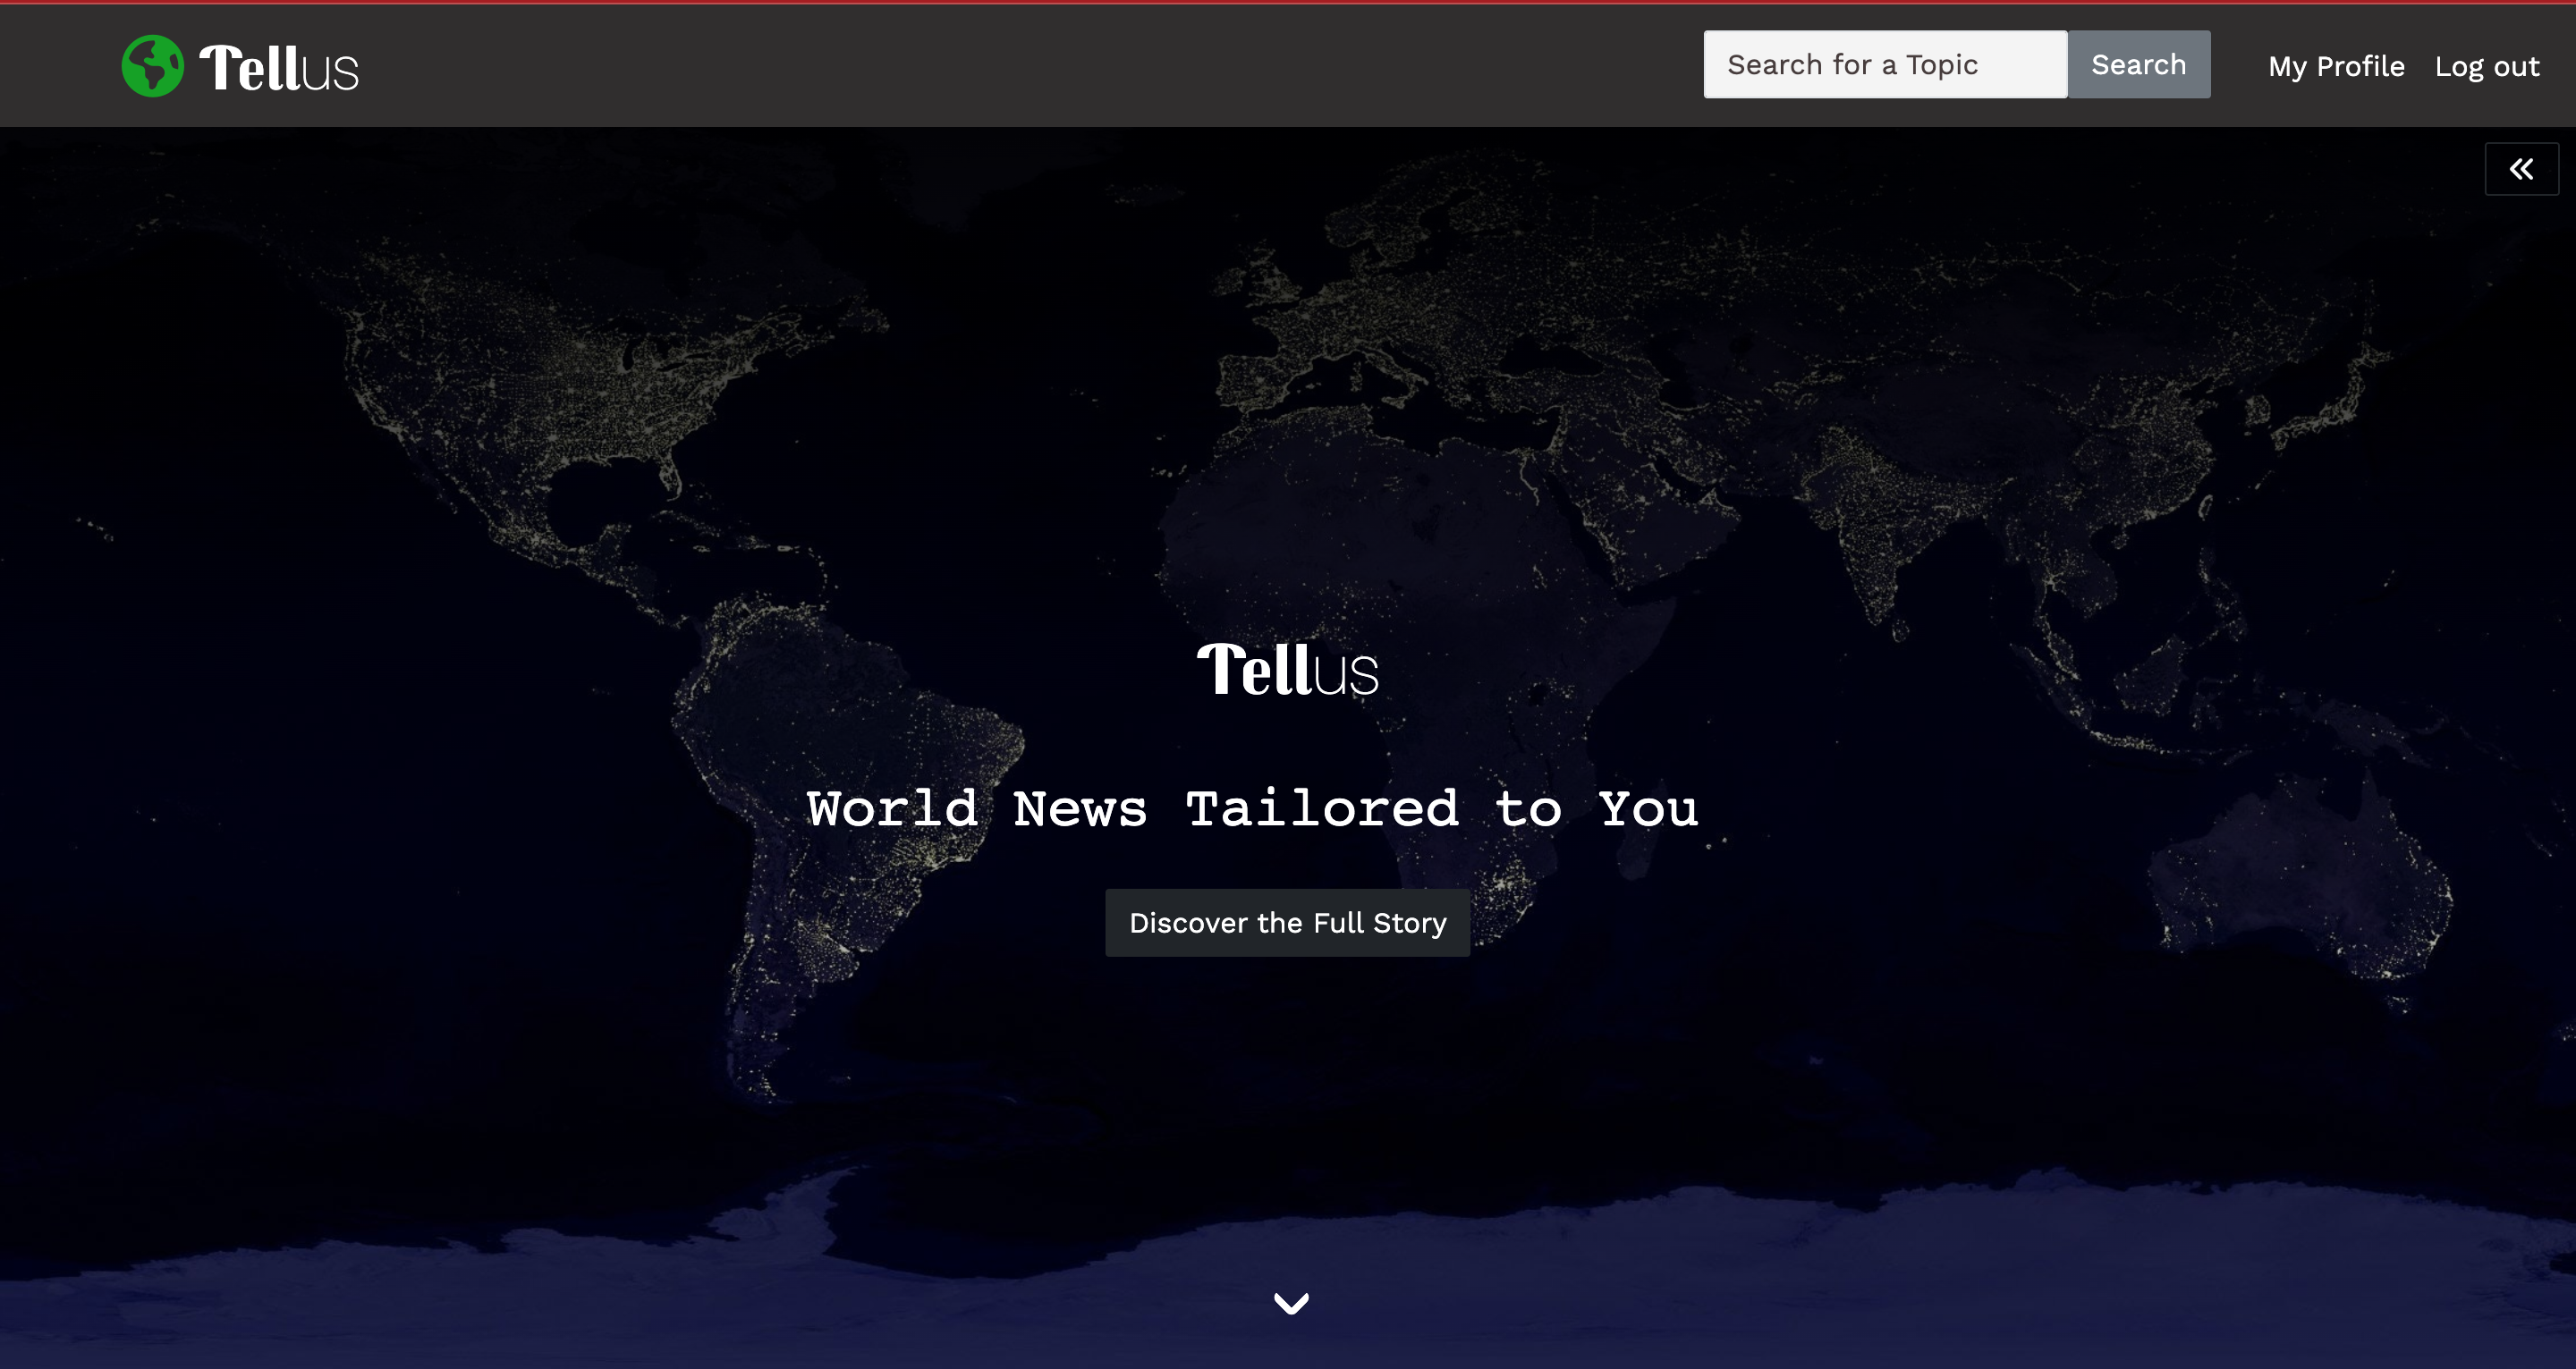 Tellus
Search for a Topic
Search
My Profile
Log out
Tellus
World News Tailored to You
Discover the Full Story